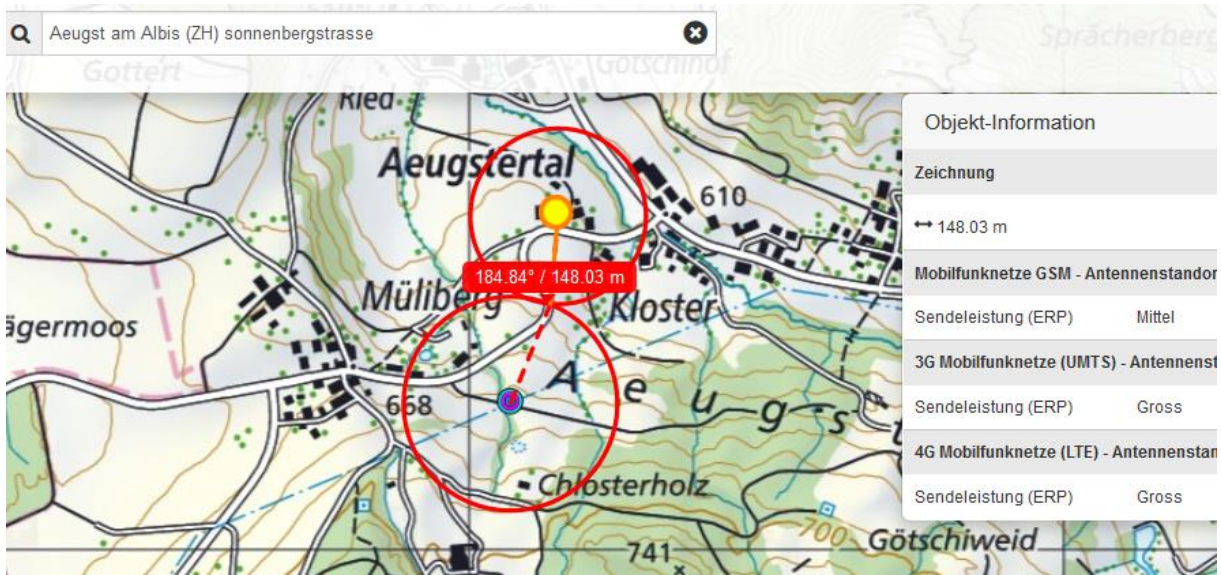 Aeugst am Albis (ZH) sonnenbergstrasse
Sprächerberg
Gottert
Götschihof
Ried
Objekt-Information
Aeugstertal
Zeichnung
610
148.03 m
184.84° / 148.03 m
Mobilfunknetze GSM - Antennenstandor
Müliberg
Kloster
Sendeleistung (ERP) Mittel
ägermoos
3G Mobilfunknetze (UMTS) - Antennenst
668
A e u g s t
Sendeleistung (ERP) Gross
4G Mobilfunknetze (LTE) - Antennenstan
Chlosterholz
Sendeleistung (ERP) Gross
700
Götschiweid
741